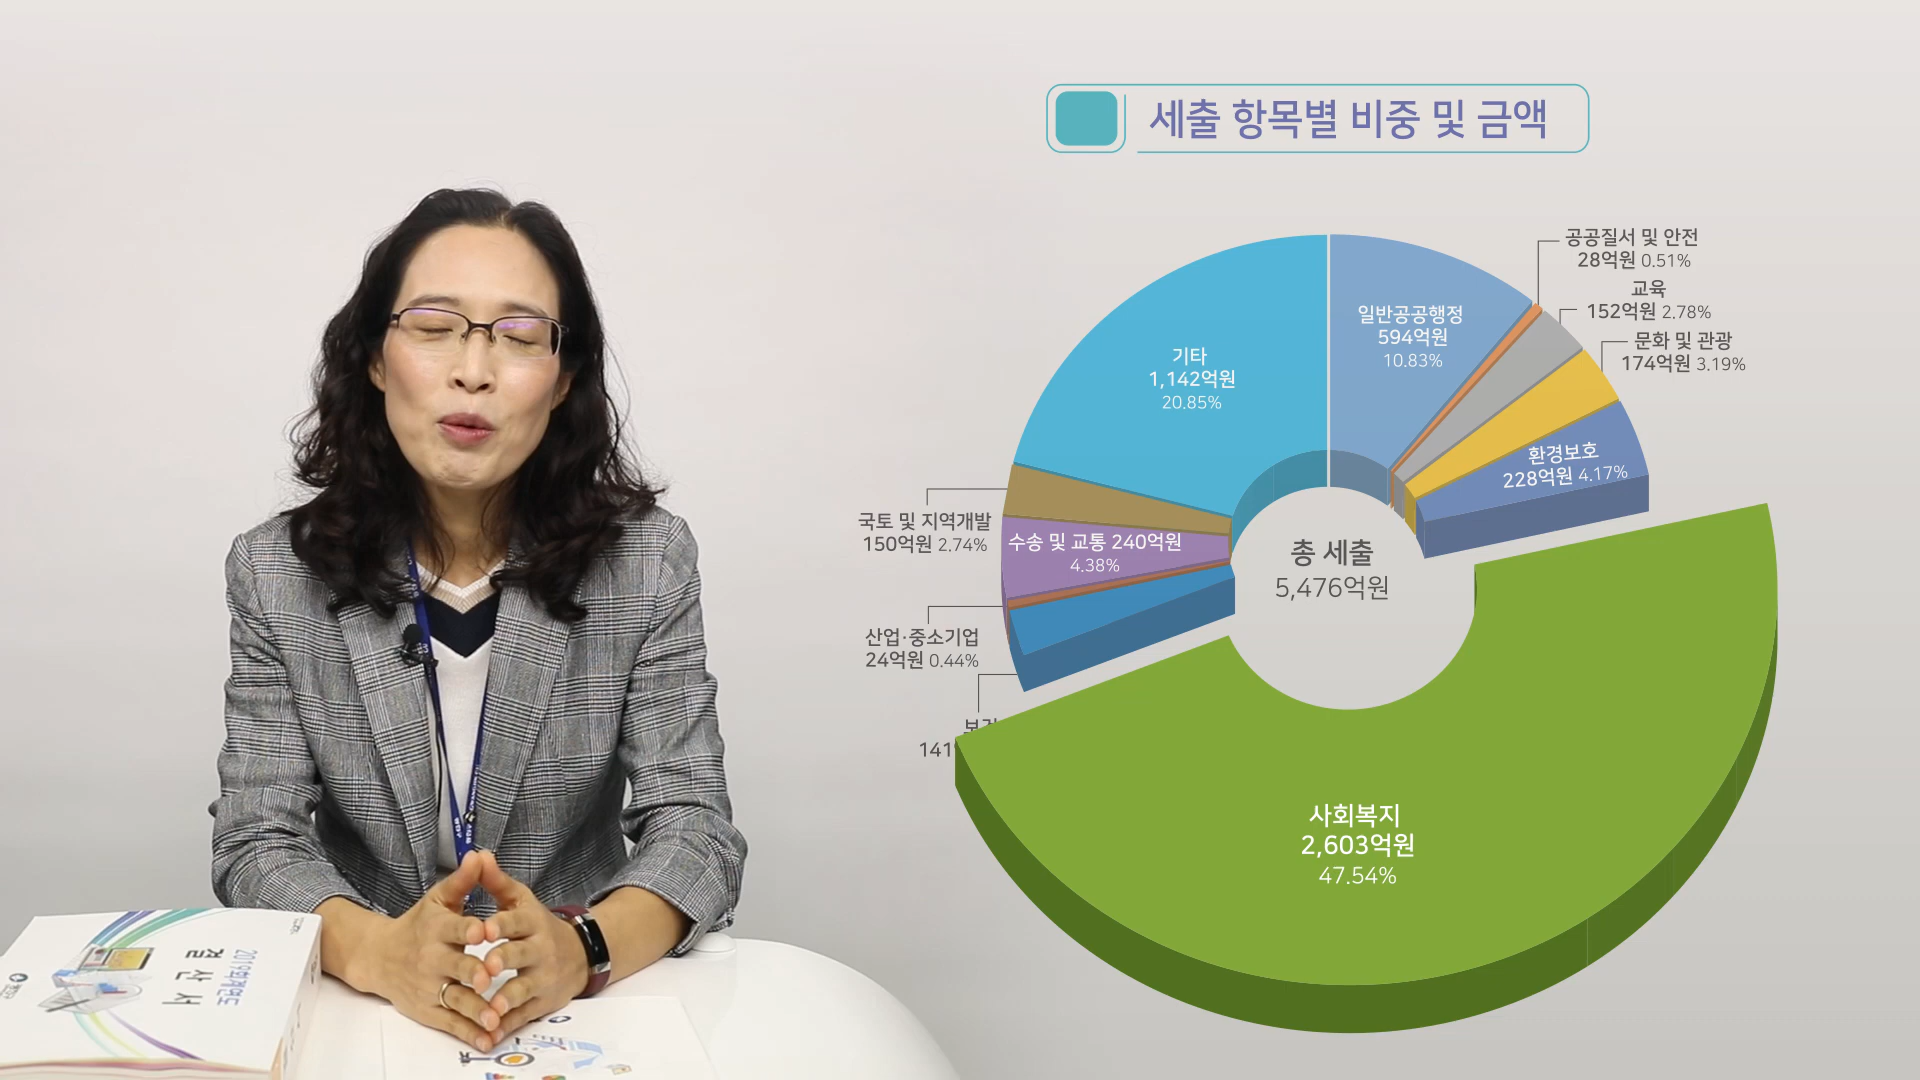 세출 항목별 비중 및 금액
공공질서 및 안전
28억원 0.51%
교육
152억원 2.78%
문화 및 관광
174억원 3.19%
일반공공행정
594억원
10.83%
기타
1,142억원
20.85%
환경보호
228억원 4.17%
국토 및 지역개발
150억원 2.74%
수송 및 교통 240억원
4.38%
총 세출
5,476억원
산업·중소기업
24억원 0.44%
141
사회복지
2,603억원
47.54%
2019회계연도
결산서